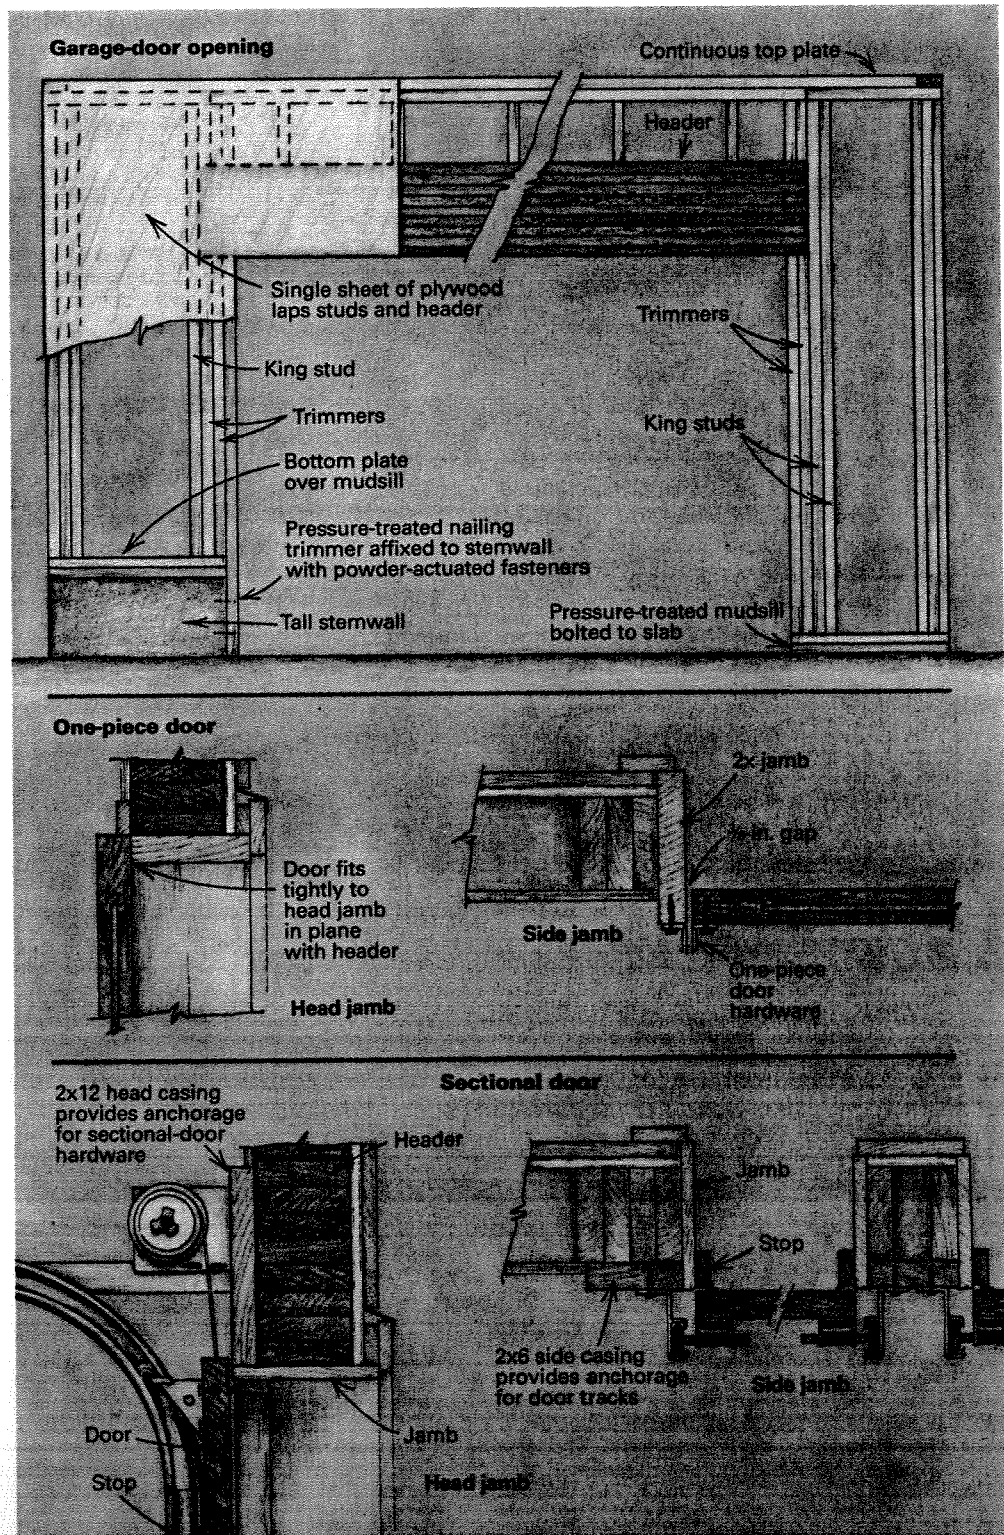 Garage-door opening
Continuous top plate
Header
Single sheet of plywood
laps studs and header
Trimmers
King stud
Trimmers
King studs
Bottom plate
over mudsill
Pressure-treated nailing
trimmer affixed to stemwall
with powder-actuated fasteners
Tall stemwall
Pressure-treated mudsill
bolted to slab
One-piece door
2x jamb
-in. gap
Door fits
tightly to
head jamb
in plane
with header
Side jamb
One-piece
door
hardware
Head jamb
Sectional door
2x12 head casing
provides anchorage
for sectional-door
hardware
Header
Jamb
Stop
2x6 side casing
provides anchorage
for door tracks
Side jamb
Door
Jamb
Stop
Head jamb